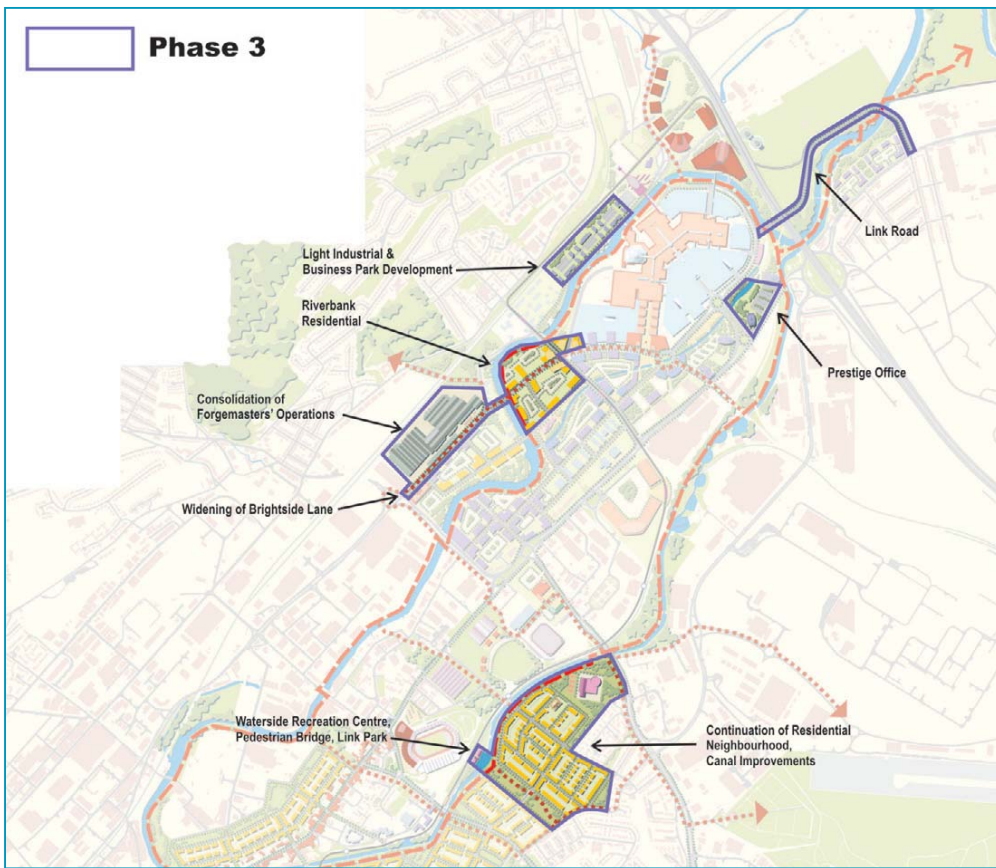 Phase 3
Link Road
Light Industrial &
Business Park Development
Riverbank
Residential
Prestige Office
Consolidation of
Forgemasters' Operations
Widening of Brightside Lane
Waterside Recreation Centre,
Pedestrian Bridge, Link Park
Continuation of Residential
Neighbourhood,
Canal Improvements